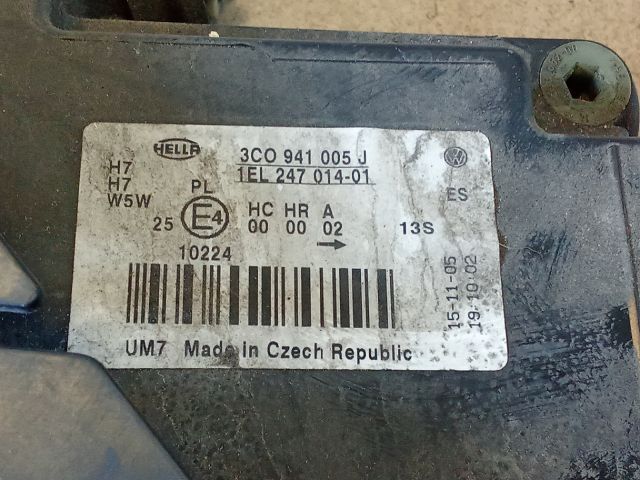 HELLA
3C0 941 005 J
1EL 247 014-01
H7
H7
W5W
PL
ES
25
E4
HC HR A
00 00 02
→
13S
10224
15-11-05
19:10:02
UM7 Made in Czech Republic
VW